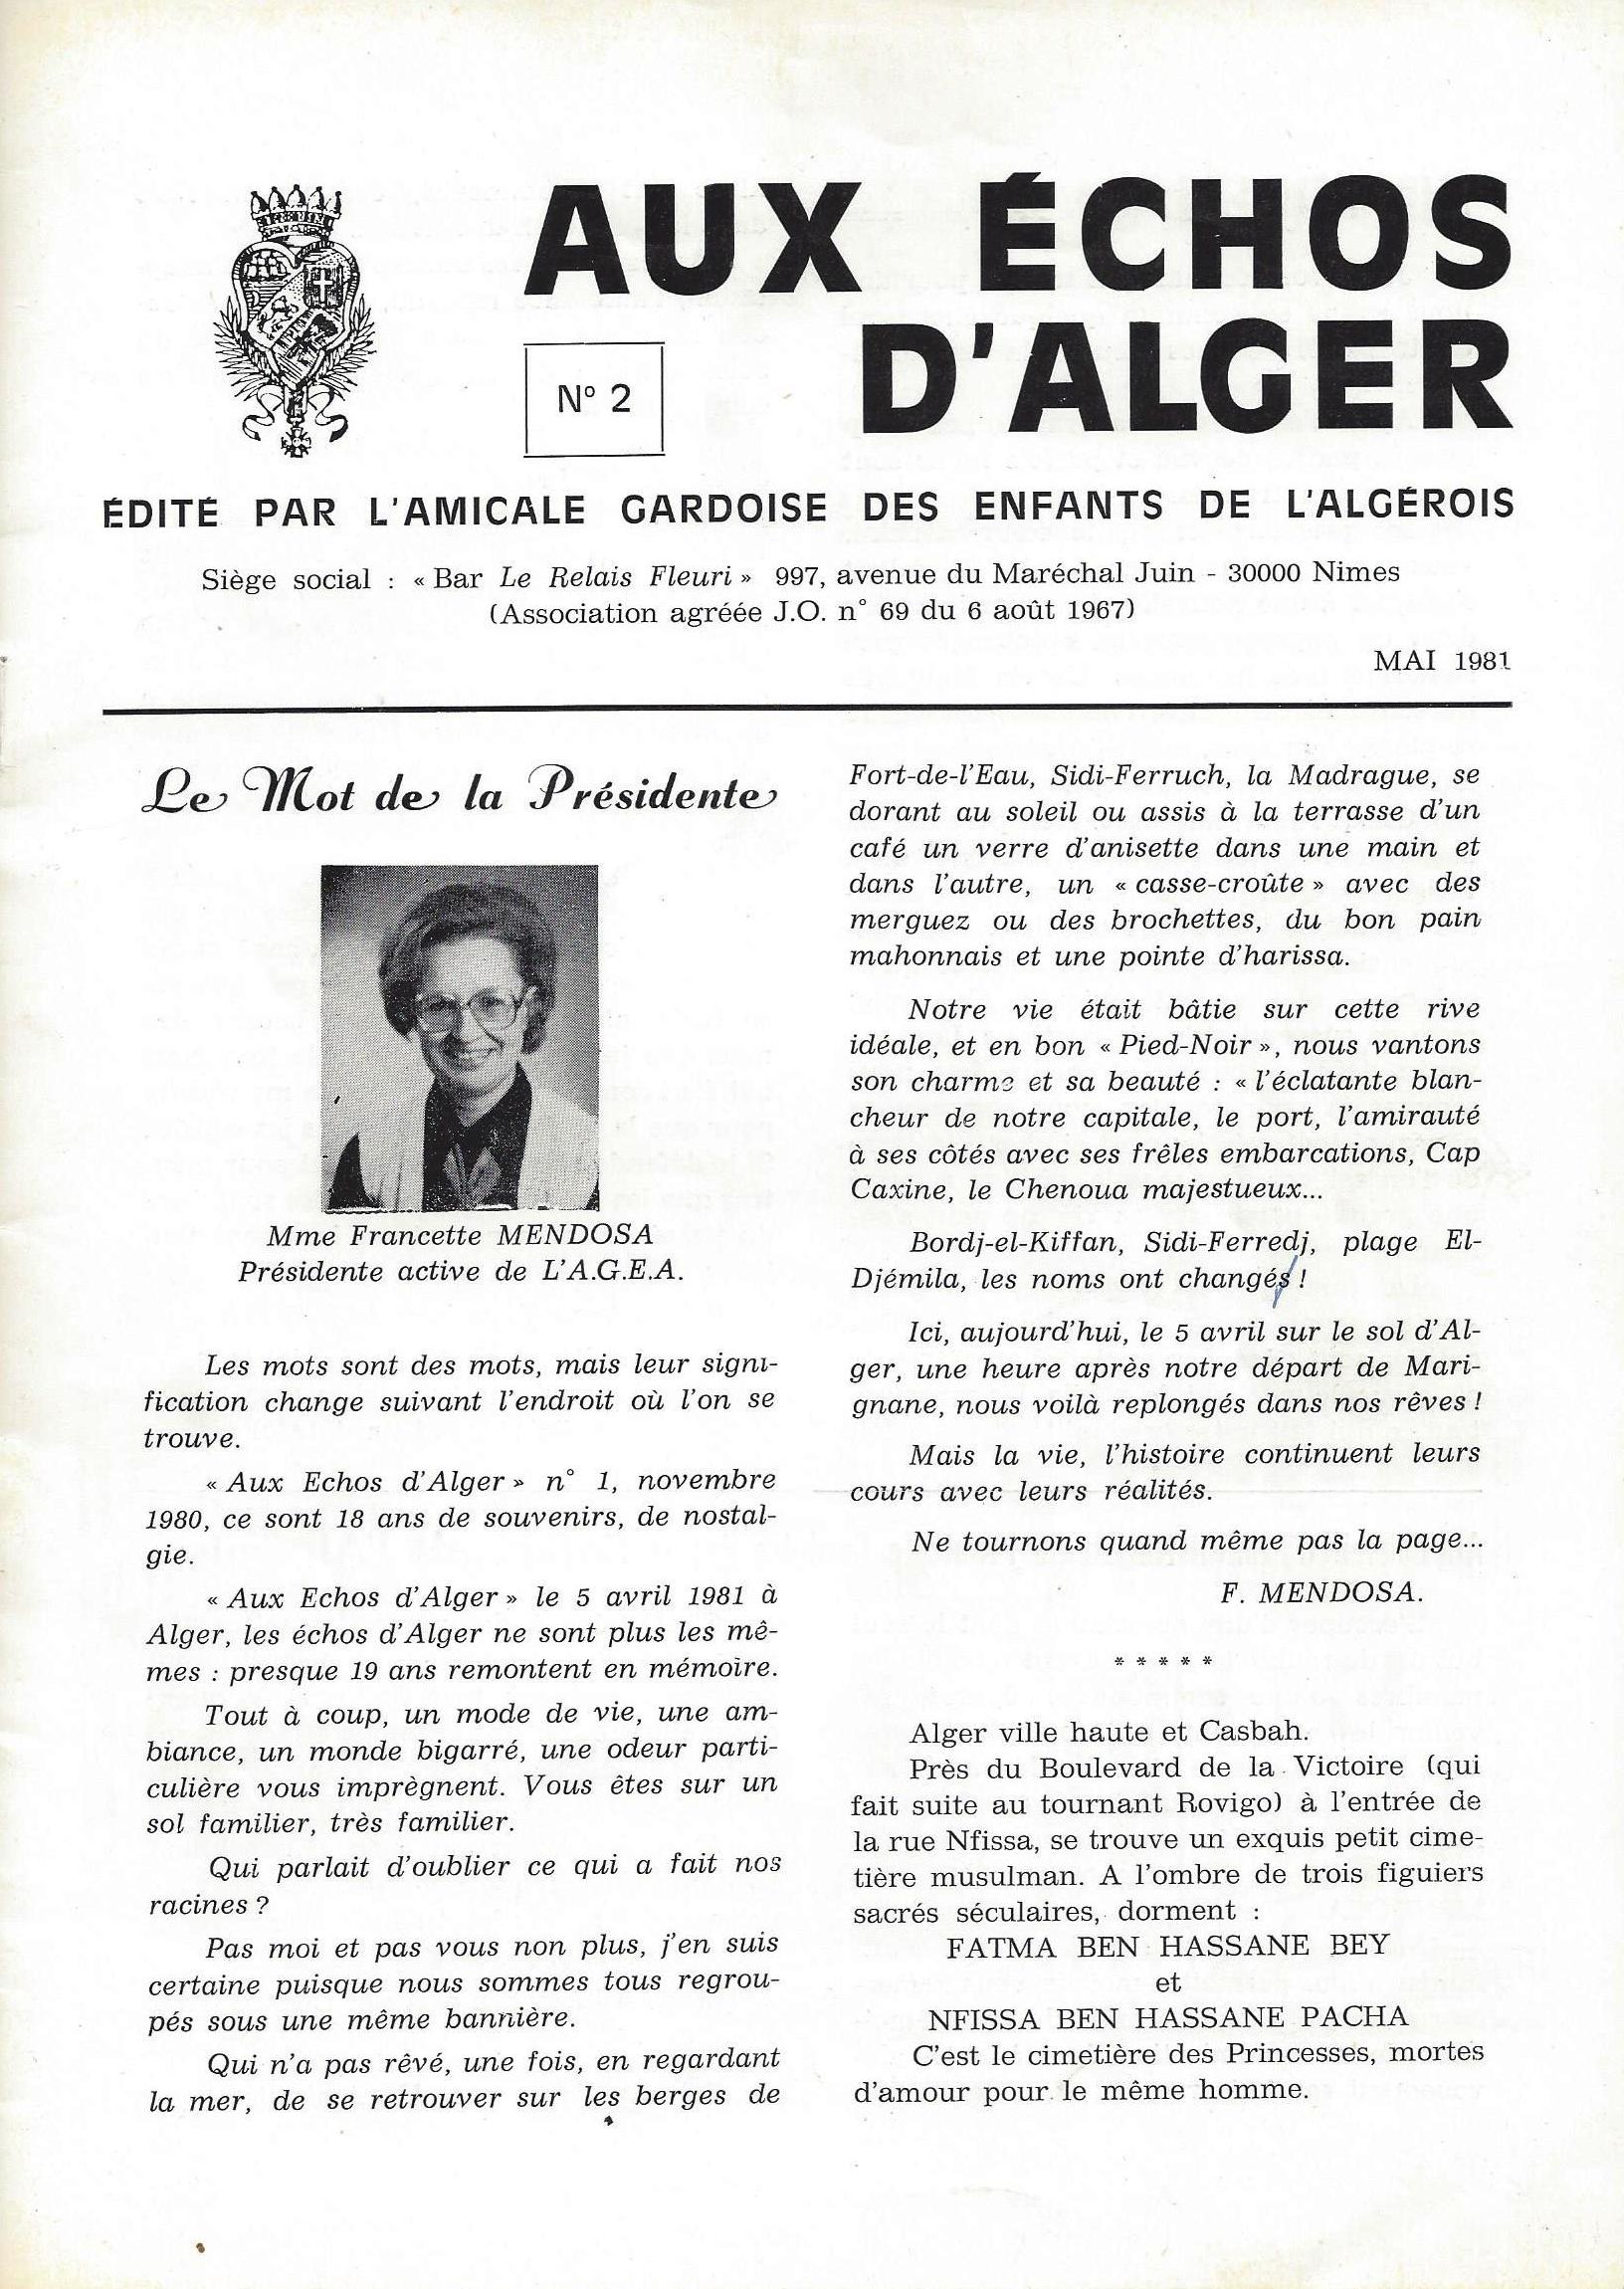 AUX ÉCHOS
D'ALGER
N° 2
ÉDITÉ PAR L'AMICALE GARDOISE DES ENFANTS DE L'ALGÉROIS
Siège social : « Bar Le Relais Fleuri » 997, avenue du Maréchal Juin - 30000 Nimes
(Association agréée J.O. n° 69 du 6 août 1967)
MAI 1981
Le Mot de la Présidente
Mme Francette MENDOSA
Présidente active de L'A.G.E.A.
Les mots sont des mots, mais leur signi-
fication change suivant l'endroit où l'on se
trouve.
« Aux Echos d'Alger » n° 1, novembre
1980, ce sont 18 ans de souvenirs, de nostal-
gie.
« Aux Echos d'Alger » le 5 avril 1981 à
Alger, les échos d'Alger ne sont plus les mê-
mes : presque 19 ans remontent en mémoire.
Tout à coup, un mode de vie, une am-
biance, un monde bigarré, une odeur parti-
culière vous imprègnent. Vous êtes sur un
sol familier, très familier.
Qui parlait d'oublier ce qui a fait nos
racines ?
Pas moi et pas vous non plus, j'en suis
certaine puisque nous sommes tous regrou-
pés sous une même bannière.
Qui n'a pas rêvé, une fois, en regardant
la mer, de se retrouver sur les berges de
Fort-de-l'Eau, Sidi-Ferruch, la Madrague, se
dorant au soleil ou assis à la terrasse d'un
café un verre d'anisette dans une main et
dans l'autre, un « casse-croûte » avec des
merguez ou des brochettes, du bon pain
mahonnais et une pointe d'harissa.
Notre vie était bâtie sur cette rive
idéale, et en bon « Pied-Noir », nous vantons
son charme et sa beauté : « l'éclatante blan-
cheur de notre capitale, le port, l'amirauté
à ses côtés avec ses frêles embarcations, Cap
Caxine, le Chenoua majestueux...
Bordj-el-Kiffan, Sidi-Ferredj, plage El-
Djémila, les noms ont changés !
Ici, aujourd'hui, le 5 avril sur le sol d'Al-
ger, une heure après notre départ de Mari-
gnane, nous voilà replongés dans nos rêves !
Mais la vie, l'histoire continuent leurs
cours avec leurs réalités.
Ne tournons quand même pas la page...
F. MENDOSA.
* * * * *
Alger ville haute et Casbah.
Près du Boulevard de la Victoire (qui
fait suite au tournant Rovigo) à l'entrée de
la rue Nfissa, se trouve un exquis petit cime-
tière musulman. A l'ombre de trois figuiers
sacrés séculaires, dorment :
FATMA BEN HASSANE BEY
et
NFISSA BEN HASSANE PACHA
C'est le cimetière des Princesses, mortes
d'amour pour le même homme.